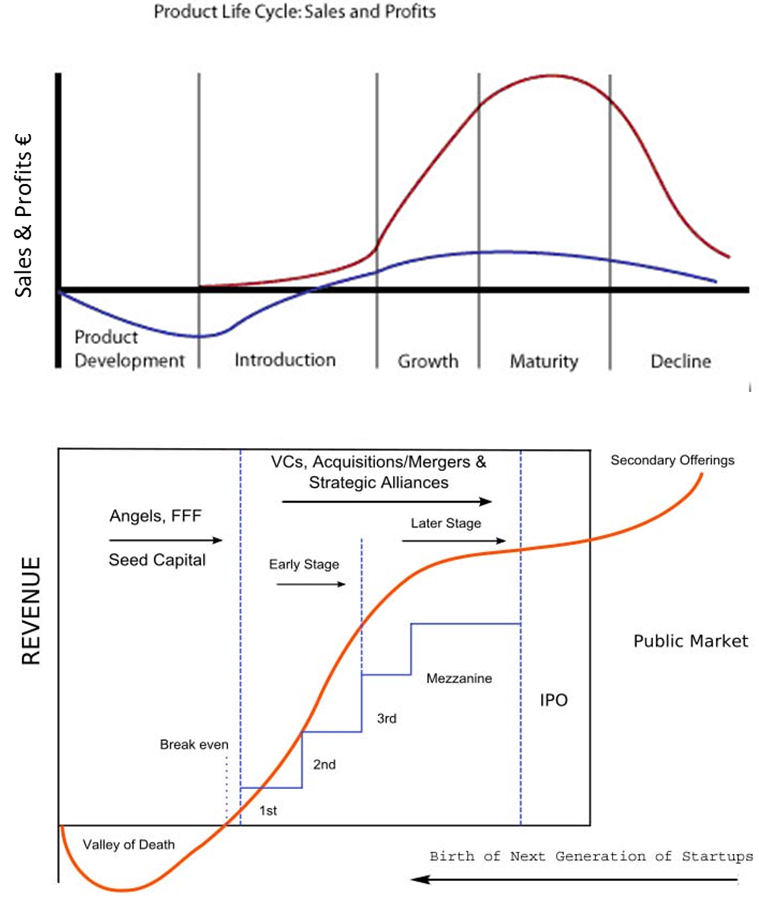 Product Life Cycle: Sales and Profits
Sales & Profits €
Product
Development
Introduction
Growth
Maturity
Decline
VCs, Acquisitions/Mergers &
Strategic Alliances
Secondary Offerings
Angels, FFF
Seed Capital
Later Stage
Early Stage
REVENUE
Public Market
Mezzanine
IPO
3rd
Break even
2nd
1st
Valley of Death
Birth of Next Generation of Startups